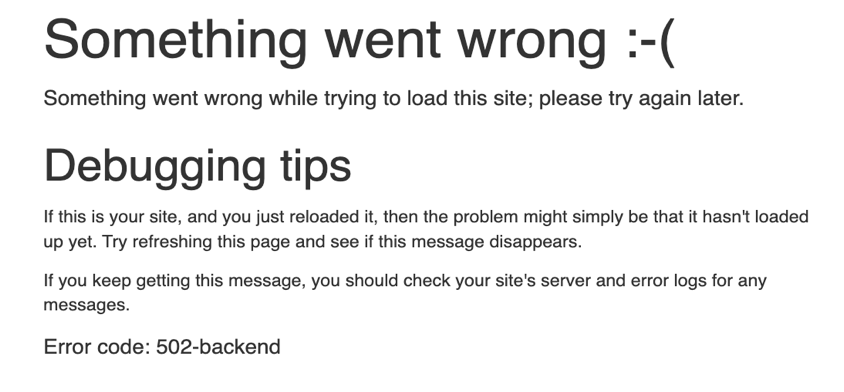 Something went wrong :-(
Something went wrong while trying to load this site; please try again later.
Debugging tips
If this is your site, and you just reloaded it, then the problem might simply be that it hasn't loaded
up yet. Try refreshing this page and see if this message disappears.
If you keep getting this message, you should check your site's server and error logs for any
messages.
Error code: 502-backend